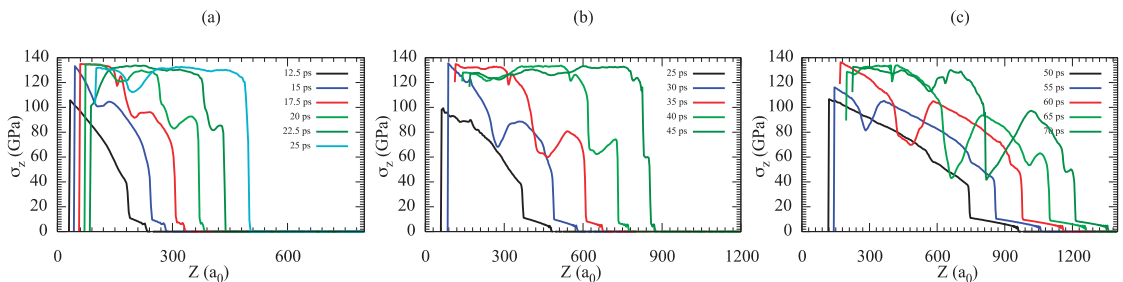 (a)
140
120
100
80
60
40
20
0
σz (GPa)
0
300
600
Z (a0)
12.5 ps
15 ps
17.5 ps
20 ps
22.5 ps
25 ps
(b)
140
120
100
80
60
40
20
0
σz (GPa)
0
300
600
900
1200
Z (a0)
25 ps
30 ps
35 ps
40 ps
45 ps
(c)
140
120
100
80
60
40
20
0
σz (GPa)
0
300
600
900
1200
Z (a0)
50 ps
55 ps
60 ps
65 ps
70 ps